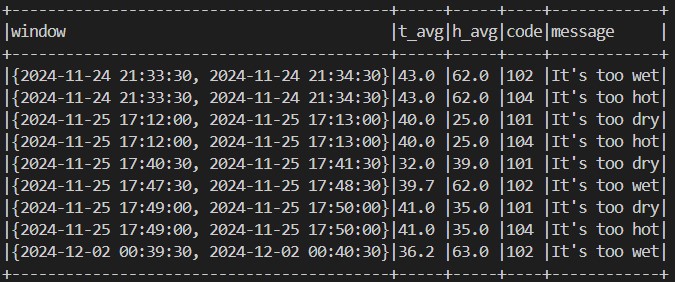 +------------------------------------------+-----+-----+----+-----------+
|window                                    |t_avg|h_avg|code|message    |
+------------------------------------------+-----+-----+----+-----------+
|{2024-11-24 21:33:30, 2024-11-24 21:34:30}|43.0 |62.0 |102 |It's too wet|
|{2024-11-24 21:33:30, 2024-11-24 21:34:30}|43.0 |62.0 |104 |It's too hot|
|{2024-11-25 17:12:00, 2024-11-25 17:13:00}|40.0 |25.0 |101 |It's too dry|
|{2024-11-25 17:12:00, 2024-11-25 17:13:00}|40.0 |25.0 |104 |It's too hot|
|{2024-11-25 17:40:30, 2024-11-25 17:41:30}|32.0 |39.0 |101 |It's too dry|
|{2024-11-25 17:47:30, 2024-11-25 17:48:30}|39.7 |62.0 |102 |It's too wet|
|{2024-11-25 17:49:00, 2024-11-25 17:50:00}|41.0 |35.0 |101 |It's too dry|
|{2024-11-25 17:49:00, 2024-11-25 17:50:00}|41.0 |35.0 |104 |It's too hot|
|{2024-12-02 00:39:30, 2024-12-02 00:40:30}|36.2 |63.0 |102 |It's too wet|
+------------------------------------------+-----+-----+----+-----------+